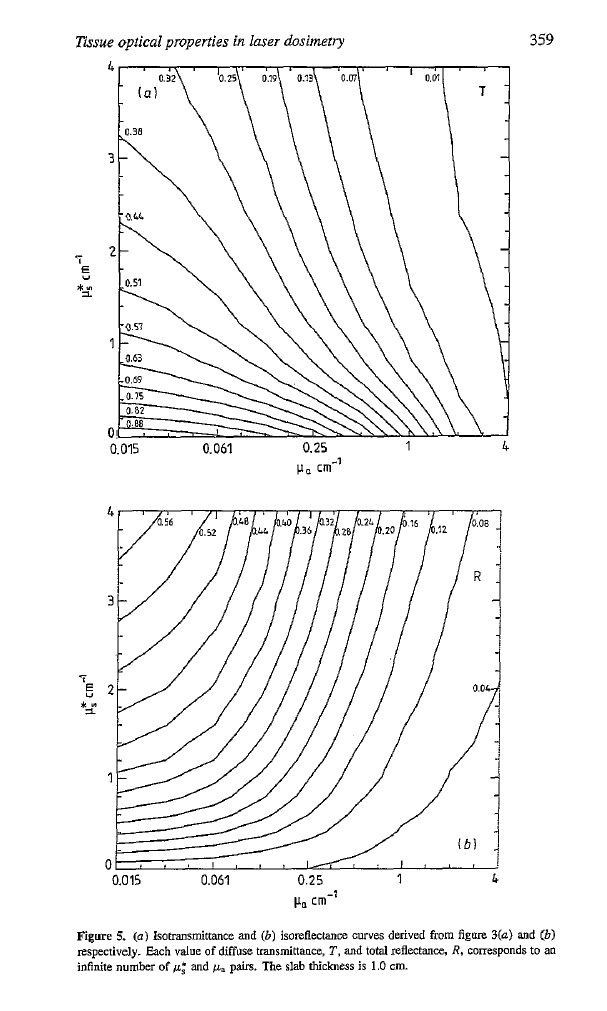 Tissue optical properties in laser dosimetry 359
4
0.32 0.25 0.19 0.13 0.07 0.01
(a) T
0.38
3
0.44
2
μ*s cm-1
0.51
0.57
1
0.63
0.69
0.75
0.82
0.88
0
0.015 0.061 0.25 1 4
μa cm-1
4
0.56 0.52 0.48 0.44 0.40 0.36 0.32 0.28 0.24 0.20 0.16 0.12 0.08
R
3
μ*s cm-1
2
0.04
1
(b)
0
0.015 0.061 0.25 1 4
μa cm-1
Figure 5. (a) Isotransmittance and (b) isoreflectance curves derived from figure 3(a) and (b)
respectively. Each value of diffuse transmittance, T, and total reflectance, R, corresponds to an
infinite number of μ*s and μa pairs. The slab thickness is 1.0 cm.